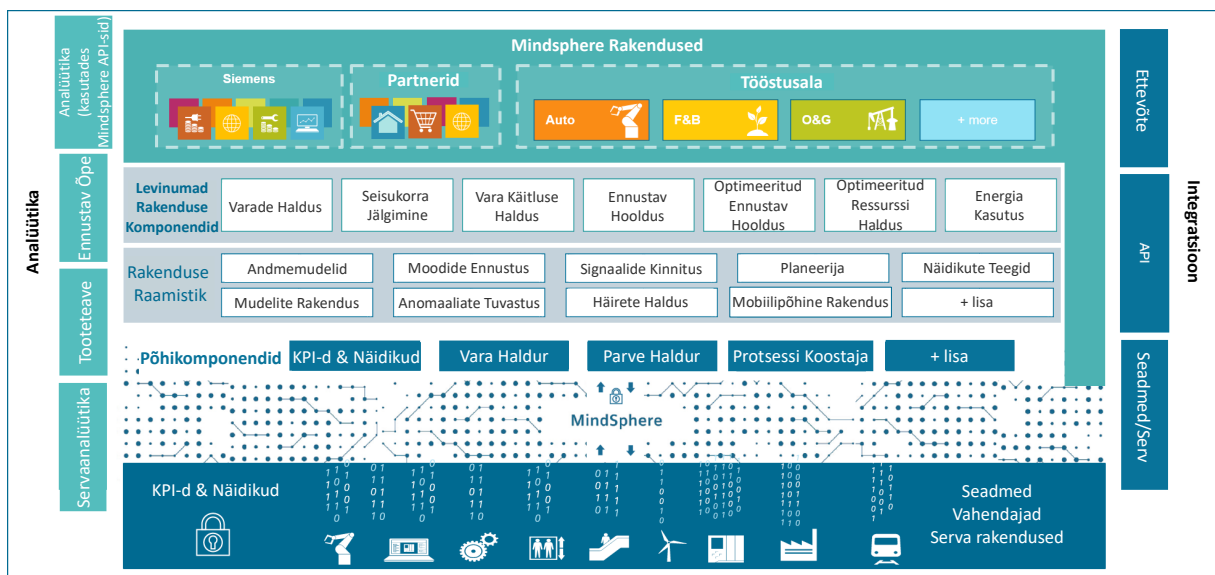 Analüütika
Analüütika
(kasutades
Mindsphere API-sid)
Ennustav Õpe
Tooteteave
Servaanalüütika
Mindsphere Rakendused
Siemens
Partnerid
Tööstusala
Auto
F&B
O&G
+ more
Levinumad
Rakenduse
Komponendid
Varade Haldus
Seisukorra
Jälgimine
Vara Käitluse
Haldus
Ennustav
Hooldus
Optimeeritud
Ennustav
Hooldus
Optimeeritud
Ressurssi
Haldus
Energia
Kasutus
Rakenduse
Raamistik
Andmemudelid
Moodide Ennustus
Signaalide Kinnitus
Planeerija
Näidikute Teegid
Mudelite Rakendus
Anomaaliate Tuvastus
Häirete Haldus
Mobiilipõhine Rakendus
+ lisa
Põhikomponendid
KPI-d & Näidikud
Vara Haldur
Parve Haldur
Protsessi Koostaja
+ lisa
MindSphere
KPI-d & Näidikud
Seadmed
Vahendajad
Serva rakendused
Ettevõte
API
Seadmed/Serv
Integratsioon